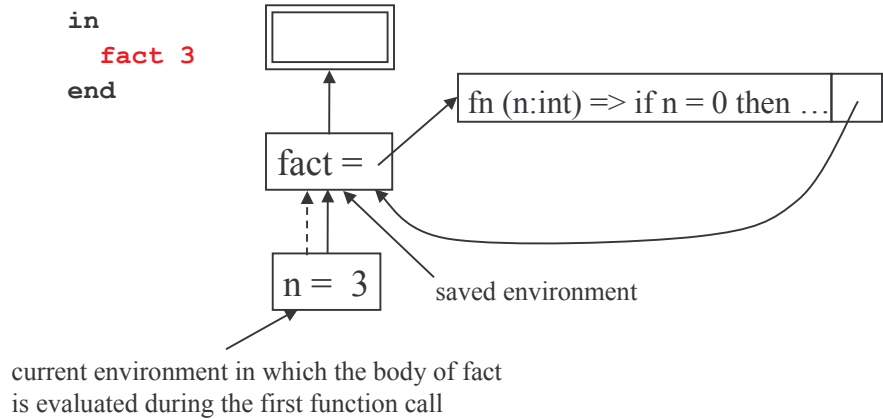 in
fact 3
end
fn (n:int) => if n = 0 then …
fact =
n = 3
saved environment
current environment in which the body of fact
is evaluated during the first function call